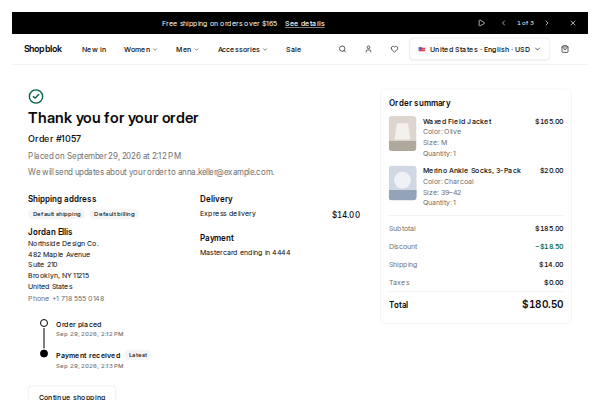 Free shipping on orders over $165 See details
1 of 3
Shopblok New in Women Men Accessories Sale United States · English · USD
Thank you for your order
Order #1057
Placed on September 29, 2026 at 2:12 PM
We will send updates about your order to anna.keller@example.com.
Shipping address
Default shipping Default billing
Jordan Ellis
Northside Design Co.
482 Maple Avenue
Suite 210
Brooklyn, NY 11215
United States
Phone +1 718 555 0148
Delivery
Express delivery $14.00
Payment
Mastercard ending in 4444
Order placed
Sep 29, 2026, 2:12 PM
Payment received Latest
Sep 29, 2026, 2:13 PM
Continue shopping
Order summary
Waxed Field Jacket $165.00
Color: Olive
Size: M
Quantity: 1
Merino Ankle Socks, 3-Pack $20.00
Color: Charcoal
Size: 39–42
Quantity: 1
Subtotal $185.00
Discount −$18.50
Shipping $14.00
Taxes $0.00
Total $180.50